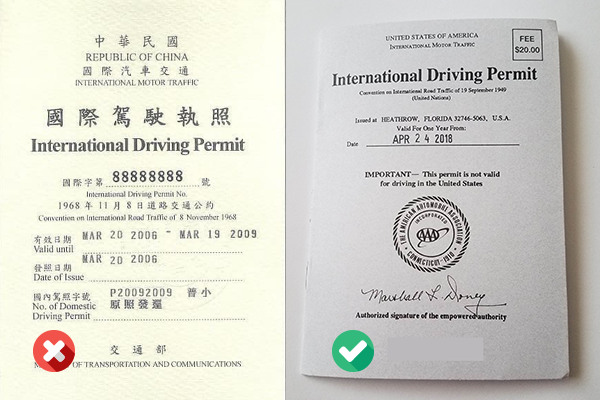 中華民國
REPUBLIC OF CHINA
國際汽車交通
INTERNATIONAL MOTOR TRAFFIC
國際駕駛執照
International Driving Permit
國際字第 88888888 號
International Driving Permit No.
1968 年 11 月 8 日道路交通公約
Convention on International Road Traffic of 8 November 1968
有效日期 MAR 20 2006 - MAR 19 2009
Valid until
發照日期 MAR 20 2006
Date of Issue
國內駕照字號 P20092009 普小
No. of Domestic 原照發還
Driving Permit
交通部
OF TRANSPORTATION AND COMMUNICATIONS
UNITED STATES OF AMERICA
INTERNATIONAL MOTOR TRAFFIC
FEE
$20.00
International Driving Permit
Convention on International Road Traffic of 19 September 1949
(United Nations)
Issued at HEATHROW, FLORIDA 32746-5063, U.S.A.
Valid For One Year From:
Date APR 24 2018
IMPORTANT— This permit is not valid
for driving in the United States
THE AMERICAN AUTOMOBILE ASSOCIATION
INCORPORATED
AAA
CONNECTICUT - 1910
Marshall L. Doney
Authorized signature of the empowered authority